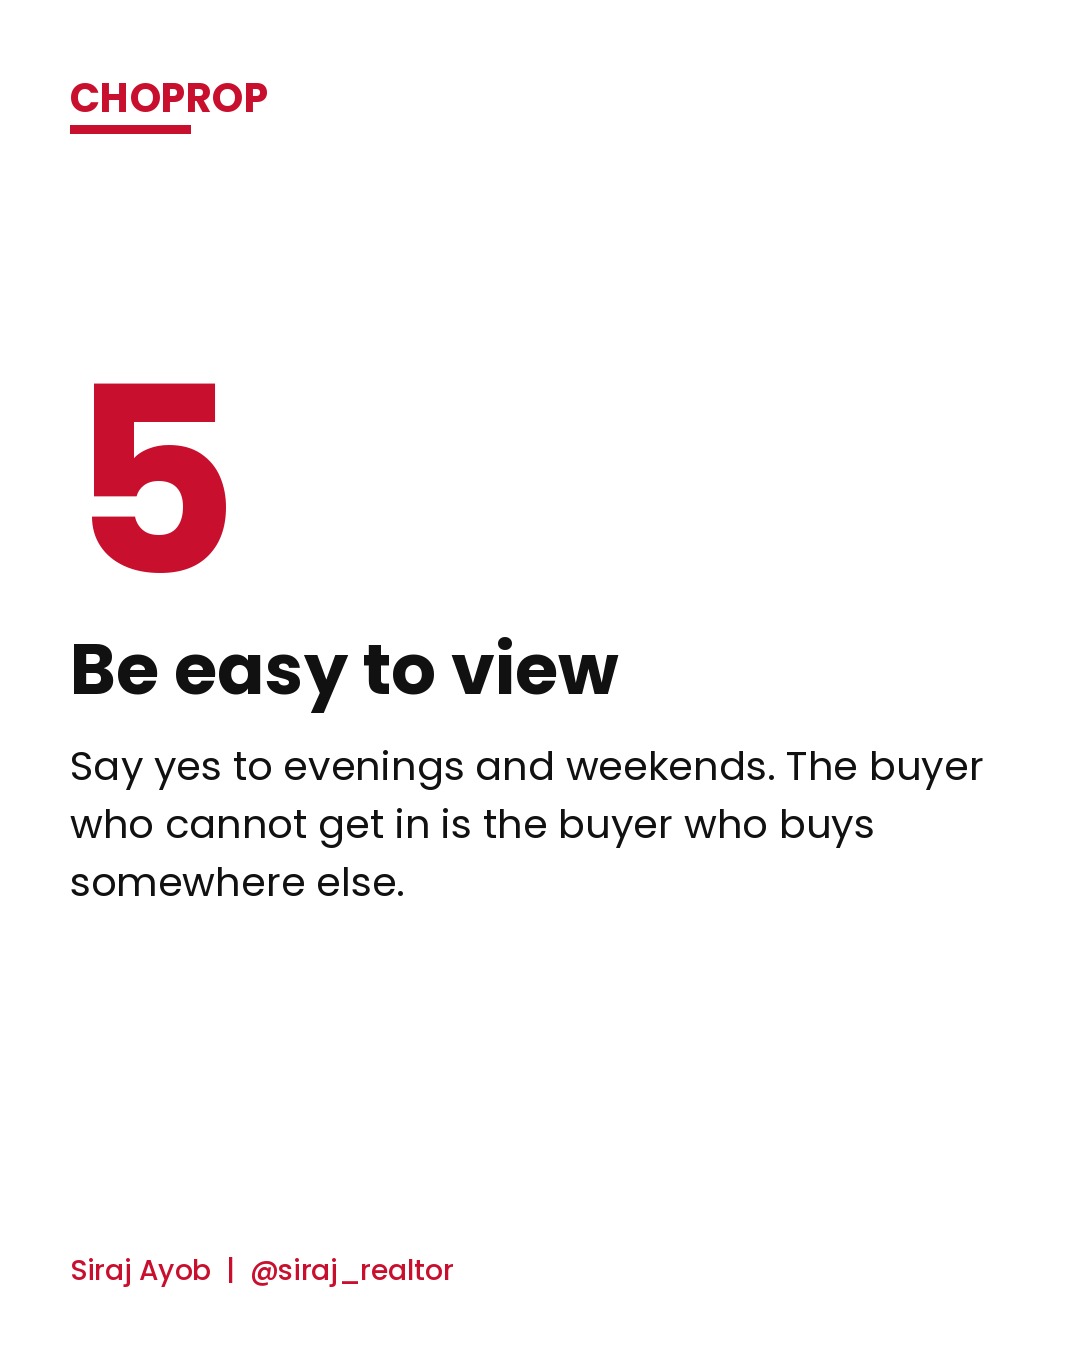 CHOPROP
5
Be easy to view
Say yes to evenings and weekends. The buyer
who cannot get in is the buyer who buys
somewhere else.
Siraj Ayob | @siraj_realtor